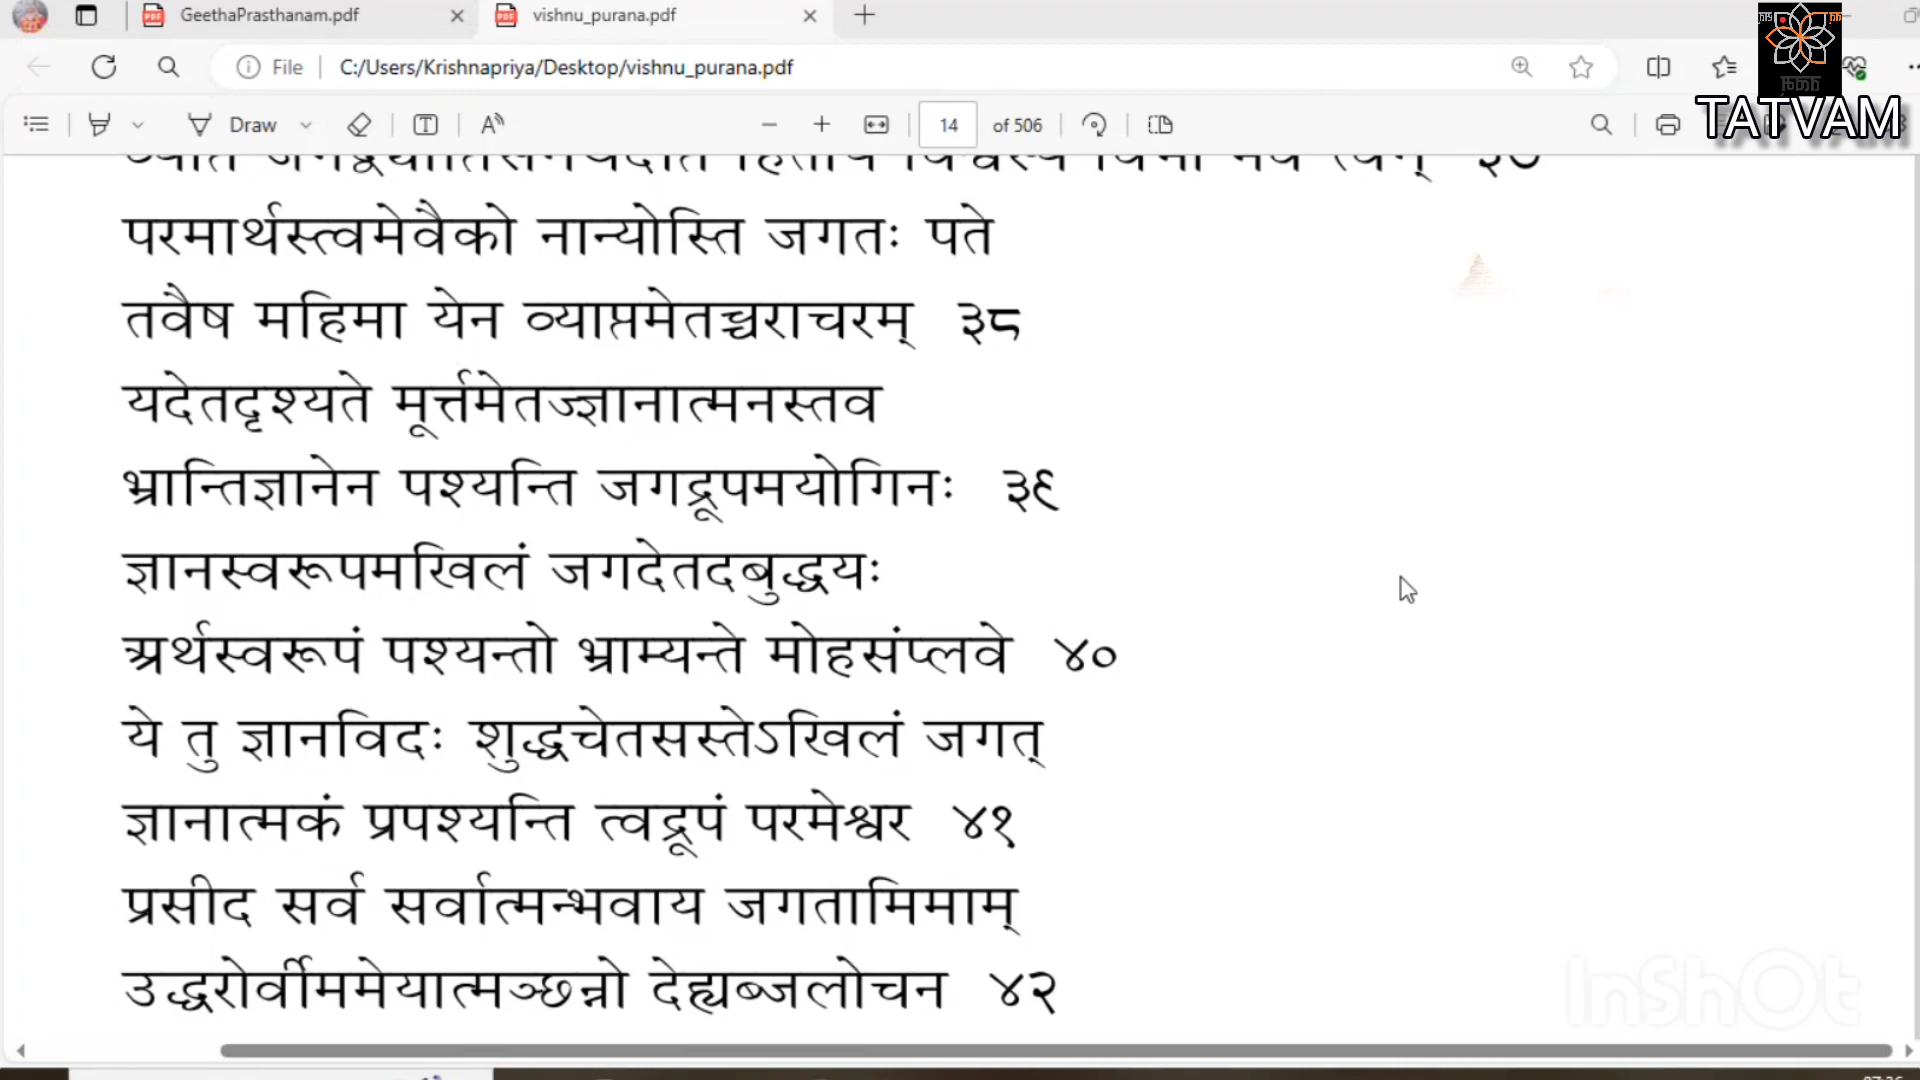 GeethaPrasthanam.pdf
vishnu_purana.pdf
File
C:/Users/Krishnapriya/Desktop/vishnu_purana.pdf
Draw
14 of 506
TATVAM
परमार्थस्त्वमेवैको नान्योस्ति जगतः पते
तवैष महिमा येन व्याप्तमेतच्चराचरम् ३८
यदेतदृश्यते मूर्त्तमेतज्ज्ञानात्मनस्तव
भ्रान्तिज्ञानेन पश्यन्ति जगद्रूपमयोगिनः ३९
ज्ञानस्वरूपमखिलं जगदेतदबुद्धयः
अर्थस्वरूपं पश्यन्तो भ्राम्यन्ते मोहसंप्लवे ४०
ये तु ज्ञानविदः शुद्धचेतसस्तेऽखिलं जगत्
ज्ञानात्मकं प्रपश्यन्ति त्वद्रूपं परमेश्वर ४१
प्रसीद सर्व सर्वात्मन्भवाय जगतामिमाम्
उद्धरोर्वीममेयात्मञ्छन्नो देह्यब्जलोचन ४२
InShOt